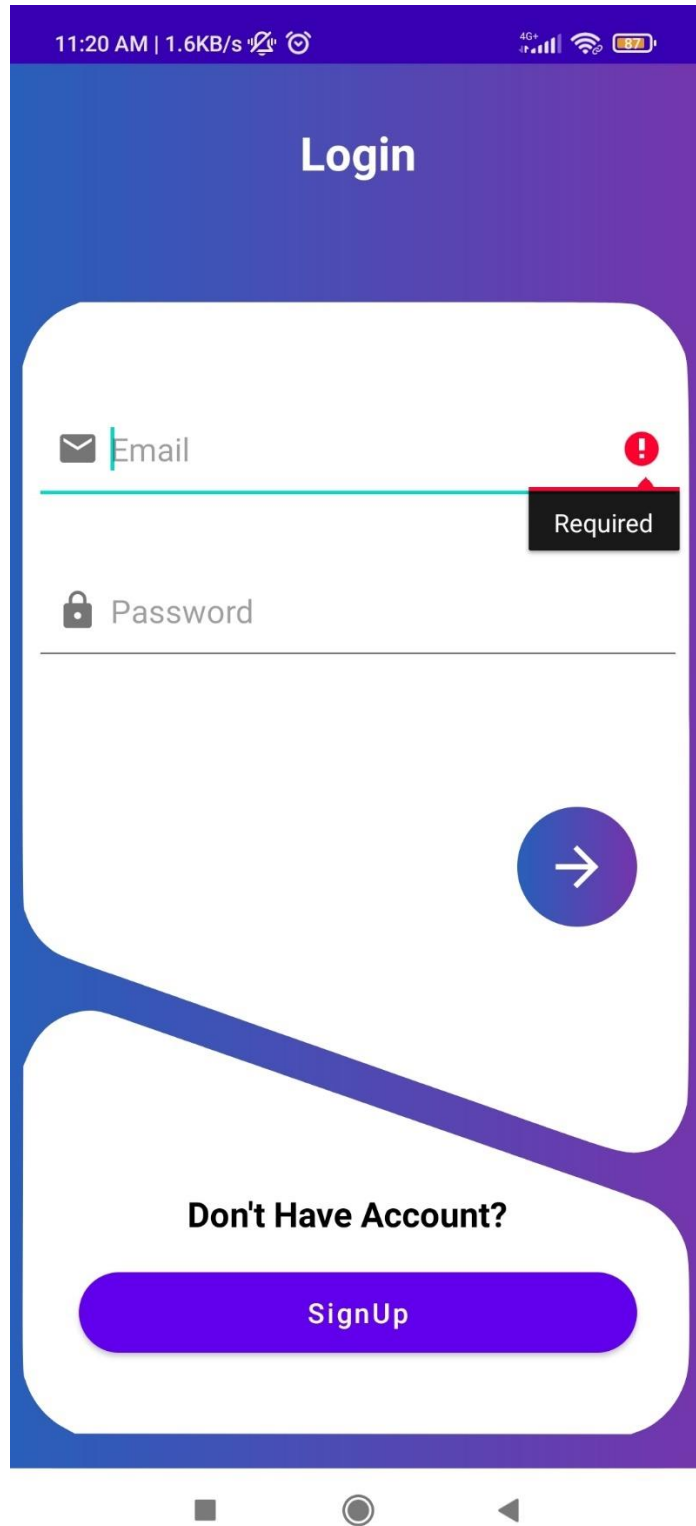 11:20 AM | 1.6KB/s 4G+ 87
Login
Email
Required
Password
Don't Have Account?
SignUp